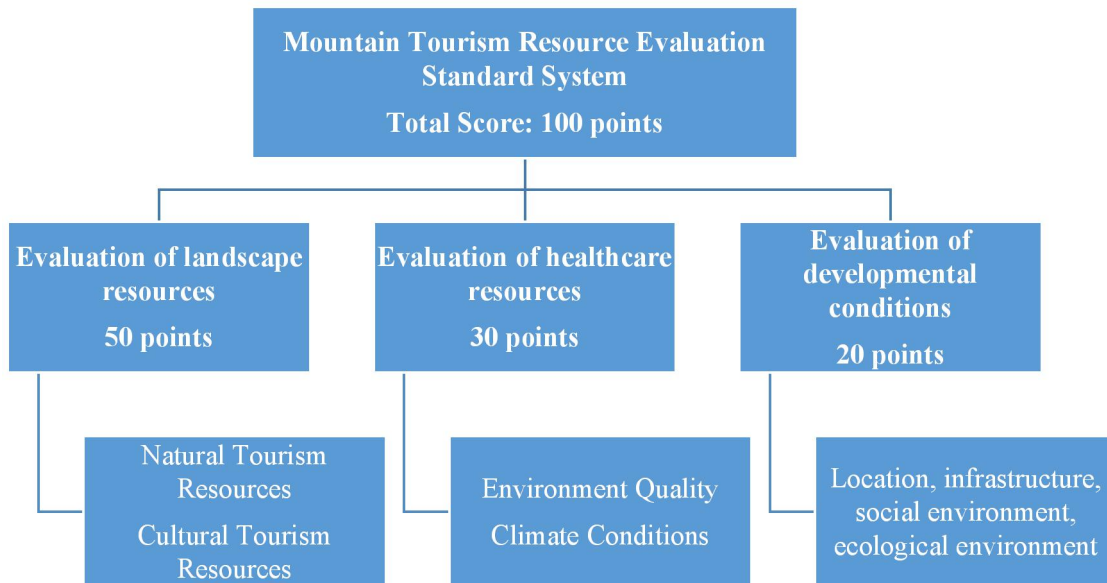 Mountain Tourism Resource Evaluation
Standard System
Total Score: 100 points
Evaluation of landscape
resources
50 points
Evaluation of healthcare
resources
30 points
Evaluation of
developmental
conditions
20 points
Natural Tourism
Resources
Cultural Tourism
Resources
Environment Quality
Climate Conditions
Location, infrastructure,
social environment,
ecological environment